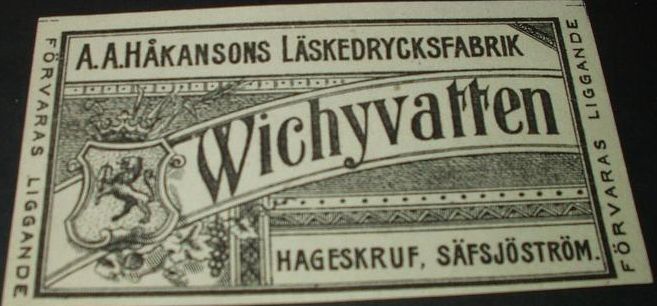 A.A.HÅKANSONS LÄSKEDRYCKSFABRIK
Wichyvatten
HAGESKRUF, SÄFSJÖSTRÖM.
FÖRVARAS LIGGANDE
FÖRVARAS LIGGANDE